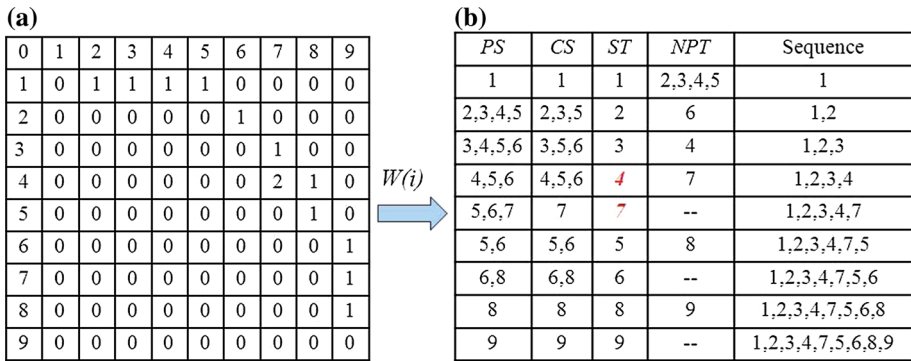 (a)
0 1 2 3 4 5 6 7 8 9
1 0 1 1 1 1 0 0 0 0
2 0 0 0 0 0 1 0 0 0
3 0 0 0 0 0 0 1 0 0
4 0 0 0 0 0 0 2 1 0
5 0 0 0 0 0 0 0 1 0
6 0 0 0 0 0 0 0 0 1
7 0 0 0 0 0 0 0 0 1
8 0 0 0 0 0 0 0 0 1
9 0 0 0 0 0 0 0 0 0
W(i)
(b)
PS CS ST NPT Sequence
1 1 1 2,3,4,5 1
2,3,4,5 2,3,5 2 6 1,2
3,4,5,6 3,5,6 3 4 1,2,3
4,5,6 4,5,6 4 7 1,2,3,4
5,6,7 7 7 -- 1,2,3,4,7
5,6 5,6 5 8 1,2,3,4,7,5
6,8 6,8 6 -- 1,2,3,4,7,5,6
8 8 8 9 1,2,3,4,7,5,6,8
9 9 9 -- 1,2,3,4,7,5,6,8,9